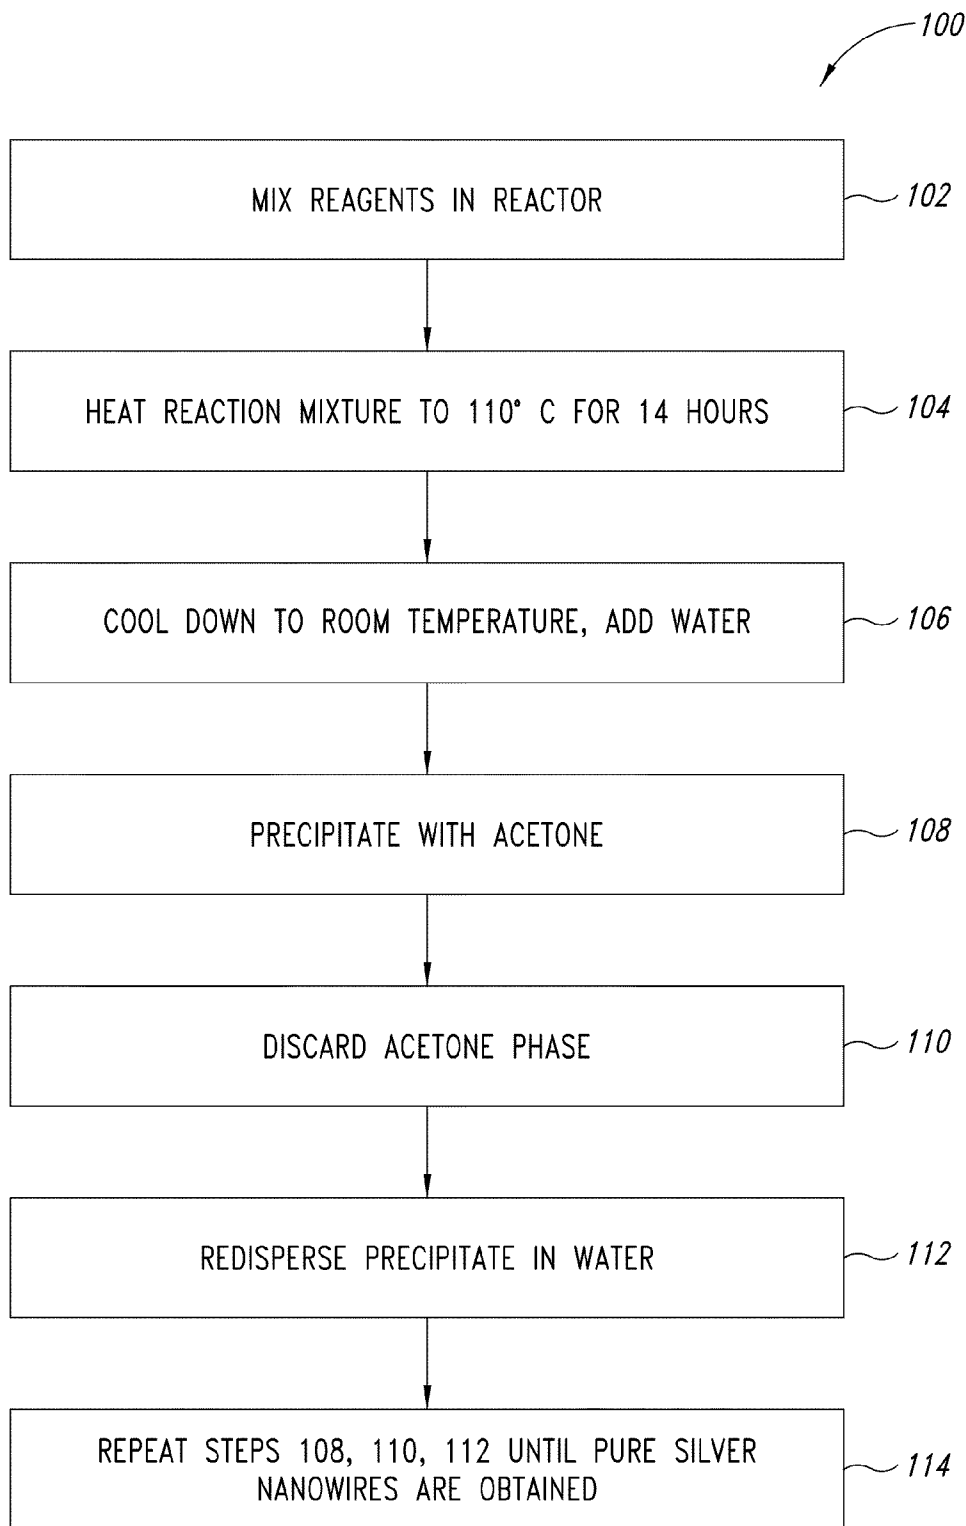 100
MIX REAGENTS IN REACTOR
102
HEAT REACTION MIXTURE TO 110° C FOR 14 HOURS
104
COOL DOWN TO ROOM TEMPERATURE, ADD WATER
106
PRECIPITATE WITH ACETONE
108
DISCARD ACETONE PHASE
110
REDISPERSE PRECIPITATE IN WATER
112
REPEAT STEPS 108, 110, 112 UNTIL PURE SILVER
NANOWIRES ARE OBTAINED
114